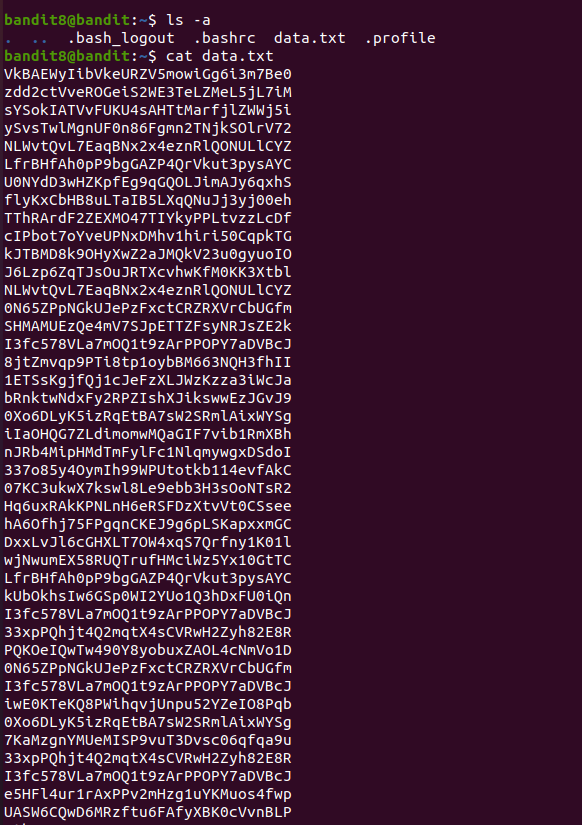 bandit8@bandit:~$ ls -a
.  ..  .bash_logout  .bashrc  data.txt  .profile
bandit8@bandit:~$ cat data.txt
VkBAEWyIibVkeURZV5mowiGg6i3m7Be0
zdd2ctVveROGeiS2WE3TeLZMeL5jL7iM
sYSokIATVvFUKU4sAHTtMarfjlZWWj5i
ySvsTwlMgnUF0n86Fgmn2TNjkSOlrV72
NLWvtQvL7EaqBNx2x4eznRlQONULlCYZ
LfrBHfAh0pP9bgGAZP4QrVkut3pysAYC
U0NYdD3wHZKpfEg9qGQOLJimAJy6qxhS
flyKxCbHB8uLTaIB5LXqQNuJj3yj00eh
TThRArdF2ZEXMO47TIYkyPPLtvzzLcDf
cIPbot7oYveUPNxDMhv1hiri50CqpkTG
kJTBMD8k9OHyXwZ2aJMQkV23u0gyuoIO
J6Lzp6ZqTJsOuJRTXcvhwKfM0KK3Xtbl
NLWvtQvL7EaqBNx2x4eznRlQONULlCYZ
0N65ZPpNGkUJePzFxctCRZRXVrCbUGfm
SHMAMUEzQe4mV7SJpETTZFsyNRJsZE2k
I3fc578VLa7mOQ1t9zArPPOPY7aDVBcJ
8jtZmvqp9PTi8tp1oybBM663NQH3fhII
1ETSsKgjfQj1cJeFzXLJWzKzza3iWcJa
bRnktwNdxFy2RPZIshXJikswwEzJGvJ9
0Xo6DLyK5izRqEtBA7sW2SRmlAixWYSg
iIaOHQG7ZLdimomwMQaGIF7vib1RmXBh
nJRb4MipHMdTmFylFc1NlqmywgxDSdoI
337o85y4OymIh99WPUtotkb114evfAkC
07KC3ukwX7kswl8Le9ebb3H3sOoNTsR2
Hq6uxRAkKPNLnH6eRSFDzXtvVt0CSsee
hA6Ofhj75FPgqnCKEJ9g6pLSKapxxmGC
DxxLvJl6cGHXLT7OW4xqS7Qrfny1K01l
wjNwumEX58RUQTrufHMciWz5Yx10GtTC
LfrBHfAh0pP9bgGAZP4QrVkut3pysAYC
kUbOkhsIw6GSp0WI2YUo1Q3hDxFU0iQn
I3fc578VLa7mOQ1t9zArPPOPY7aDVBcJ
33xpPQhjt4Q2mqtX4sCVRwH2Zyh82E8R
PQKOeIQwTw490Y8yobuxZAOL4cNmVo1D
0N65ZPpNGkUJePzFxctCRZRXVrCbUGfm
I3fc578VLa7mOQ1t9zArPPOPY7aDVBcJ
iwE0KTeKQ8PWihqvjUnpu52YZeIO8Pqb
0Xo6DLyK5izRqEtBA7sW2SRmlAixWYSg
7KaMzgnYMUeMISP9vuT3Dvsc06qfqa9u
33xpPQhjt4Q2mqtX4sCVRwH2Zyh82E8R
I3fc578VLa7mOQ1t9zArPPOPY7aDVBcJ
e5HFl4ur1rAxPPv2mHzg1uYKMuos4fwp
UASW6CQwD6MRzftu6FAfyXBK0cVvnBLP